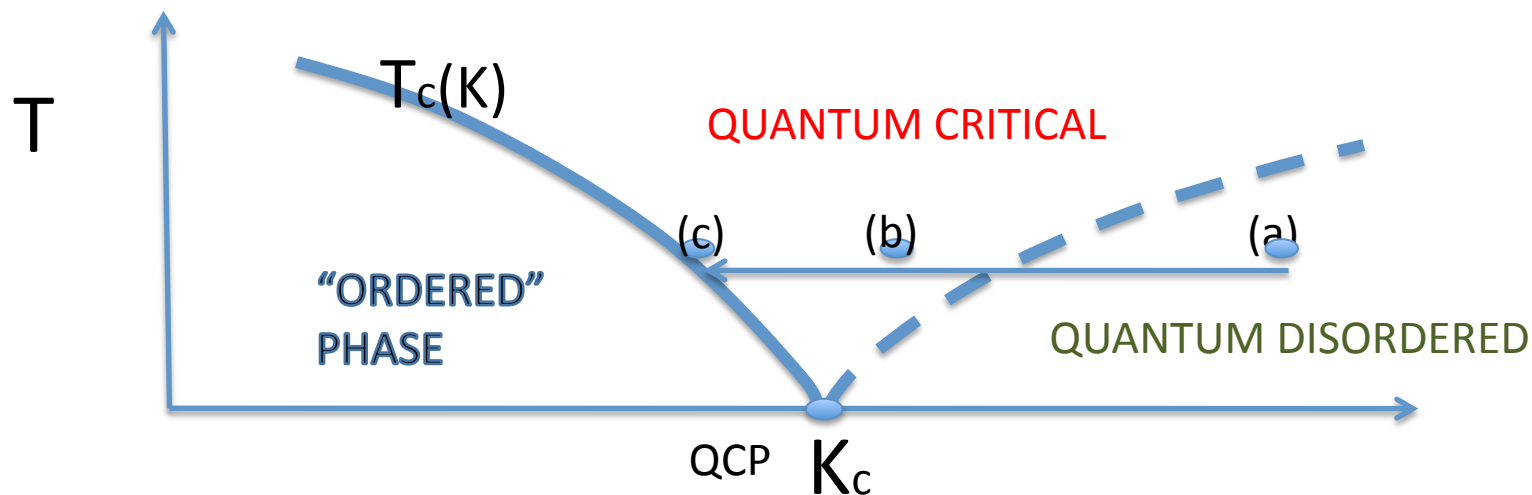 Tc(K)
T
QUANTUM CRITICAL
(c)
(b)
(a)
“ORDERED”
PHASE
QUANTUM DISORDERED
QCP
Kc